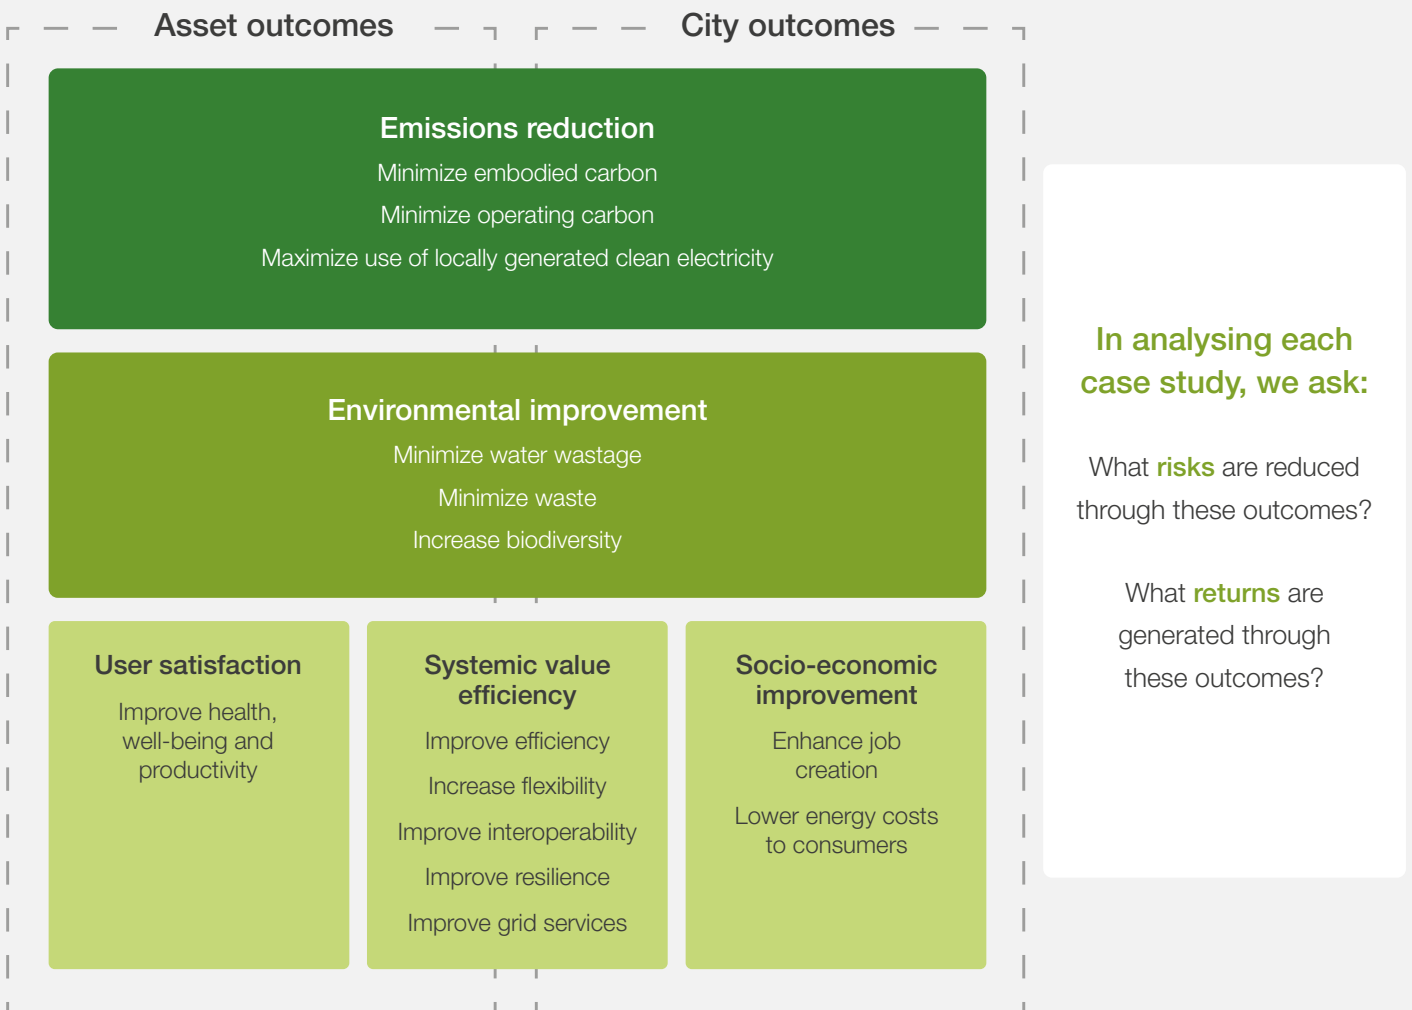 Asset outcomes
City outcomes
Emissions reduction
Minimize embodied carbon
Minimize operating carbon
Maximize use of locally generated clean electricity
Environmental improvement
Minimize water wastage
Minimize waste
Increase biodiversity
User satisfaction
Improve health,
well-being and
productivity
Systemic value
efficiency
Improve efficiency
Increase flexibility
Improve interoperability
Improve resilience
Improve grid services
Socio-economic
improvement
Enhance job
creation
Lower energy costs
to consumers
In analysing each
case study, we ask:
What risks are reduced
through these outcomes?
What returns are
generated through
these outcomes?